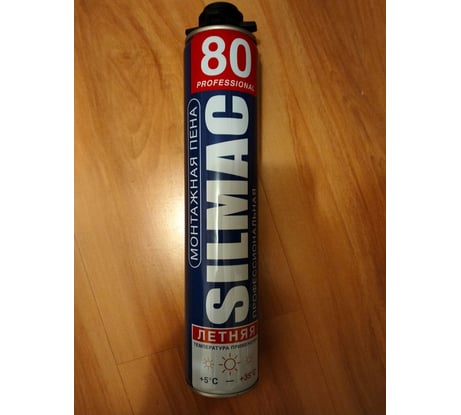 80
PROFESSIONAL
МОНТАЖНАЯ ПЕНА
SILMAC
ПРОФЕССИОНАЛЬНАЯ
ЛЕТНЯЯ
ТЕМПЕРАТУРА ПРИМЕНЕНИЯ
+5°C — +35°C